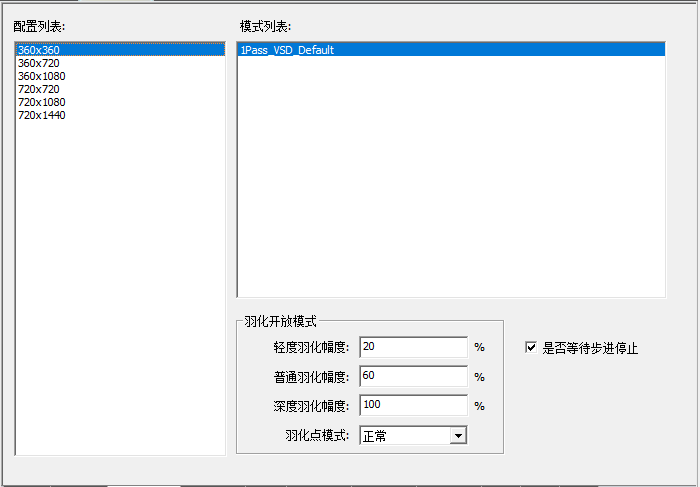 配置列表:
360x360
360x720
360x1080
720x720
720x1080
720x1440
模式列表:
1Pass_VSD_Default
羽化开放模式
轻度羽化幅度: 20 %
普通羽化幅度: 60 %
深度羽化幅度: 100 %
羽化点模式: 正常
是否等待步进停止